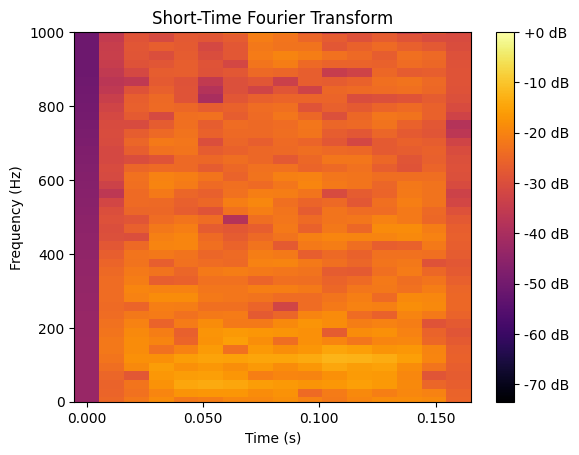 Short-Time Fourier Transform
1000
800
600
400
200
0
Frequency (Hz)
0.000
0.050
0.100
0.150
Time (s)
+0 dB
-10 dB
-20 dB
-30 dB
-40 dB
-50 dB
-60 dB
-70 dB